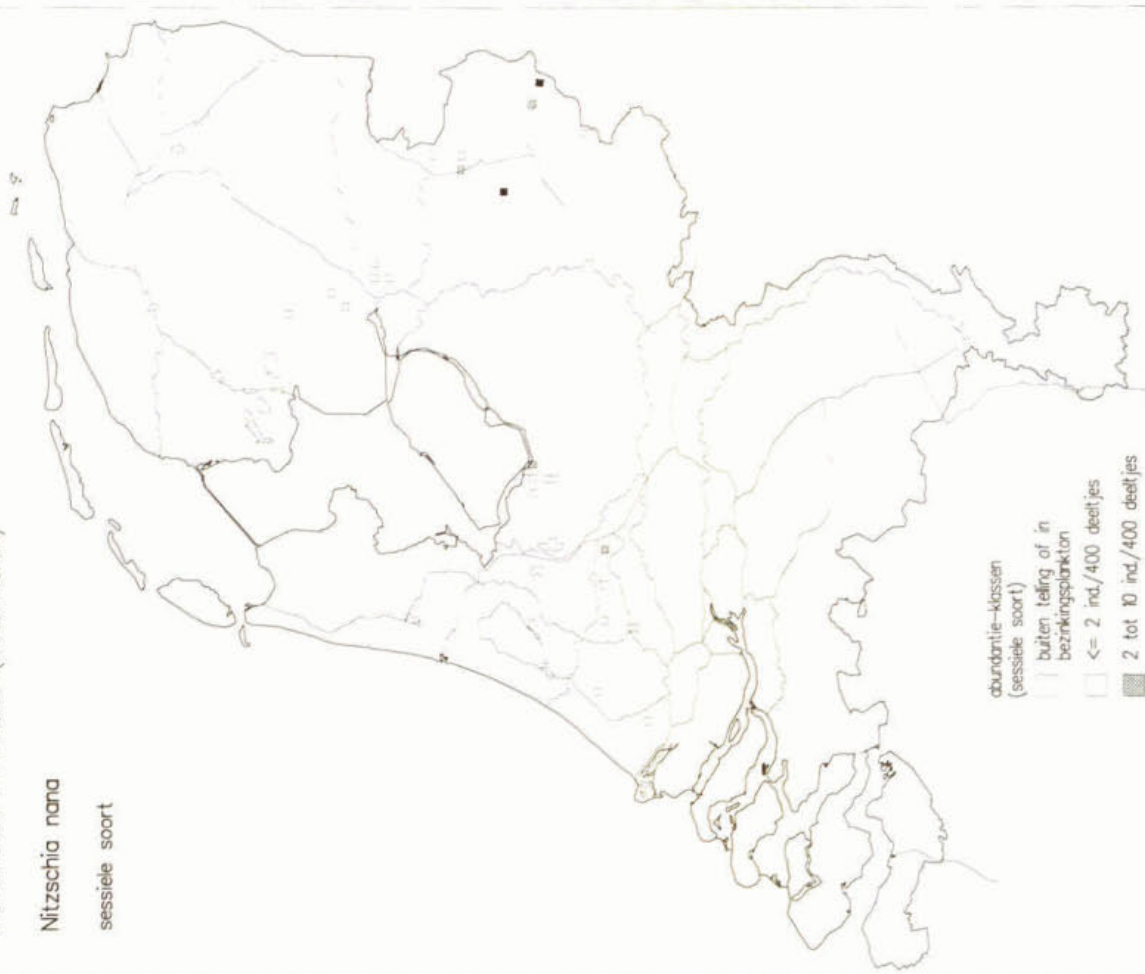 Nitzschia nana
sessiele soort
abundantie-klassen
(sessiele soort)
buiten telling of in
bezinkingsplankton
<= 2 ind./400 deeltjes
2 tot 10 ind./400 deeltjes